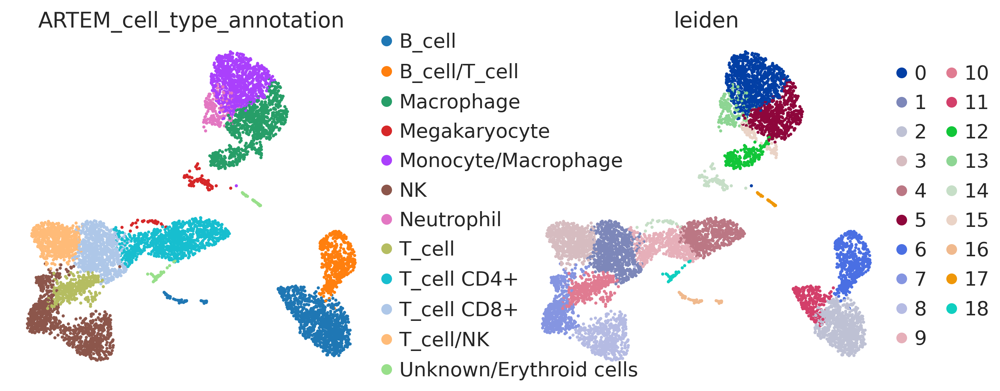 ARTEM_cell_type_annotation
B_cell
B_cell/T_cell
Macrophage
Megakaryocyte
Monocyte/Macrophage
NK
Neutrophil
T_cell
T_cell CD4+
T_cell CD8+
T_cell/NK
Unknown/Erythroid cells
leiden
0
1
2
3
4
5
6
7
8
9
10
11
12
13
14
15
16
17
18